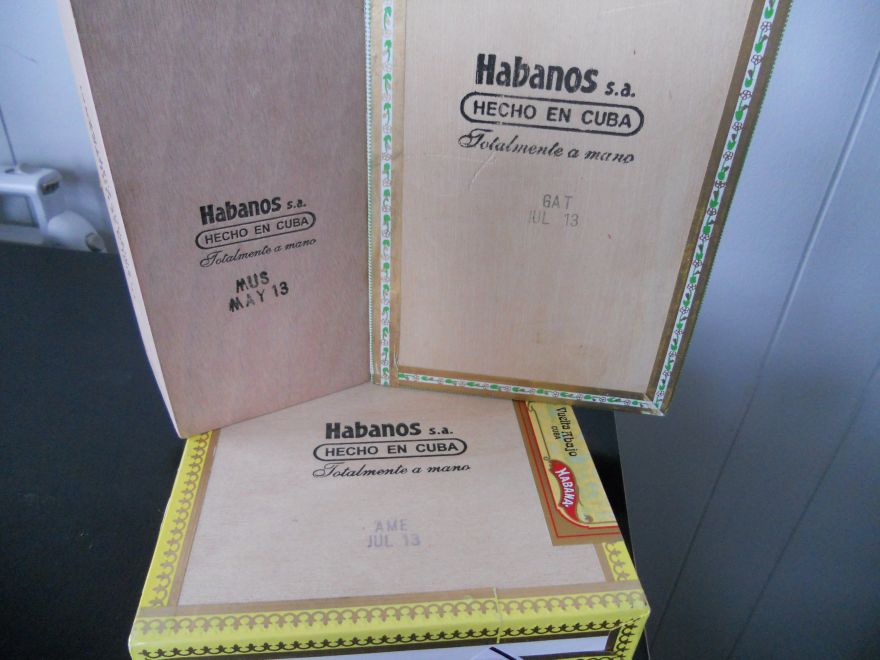 Habanos s.a.
HECHO EN CUBA
Totalmente a mano
MUS
MAY 13
Habanos s.a.
HECHO EN CUBA
Totalmente a mano
GAT
JUL 13
Habanos s.a.
HECHO EN CUBA
Totalmente a mano
AME
JUL 13
Vuelta Abajo
CUBA
HABANA